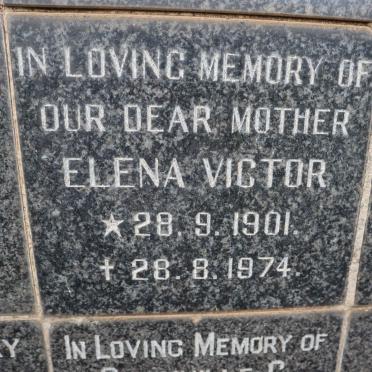 IN LOVING MEMORY OF
OUR DEAR MOTHER
ELENA VICTOR
★ 28. 9. 1901.
† 28. 8. 1974.
IN LOVING MEMORY OF